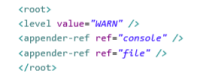 <root>
<level value="WARN" />
<appender-ref ref="console" />
<appender-ref ref="file" />
</root>